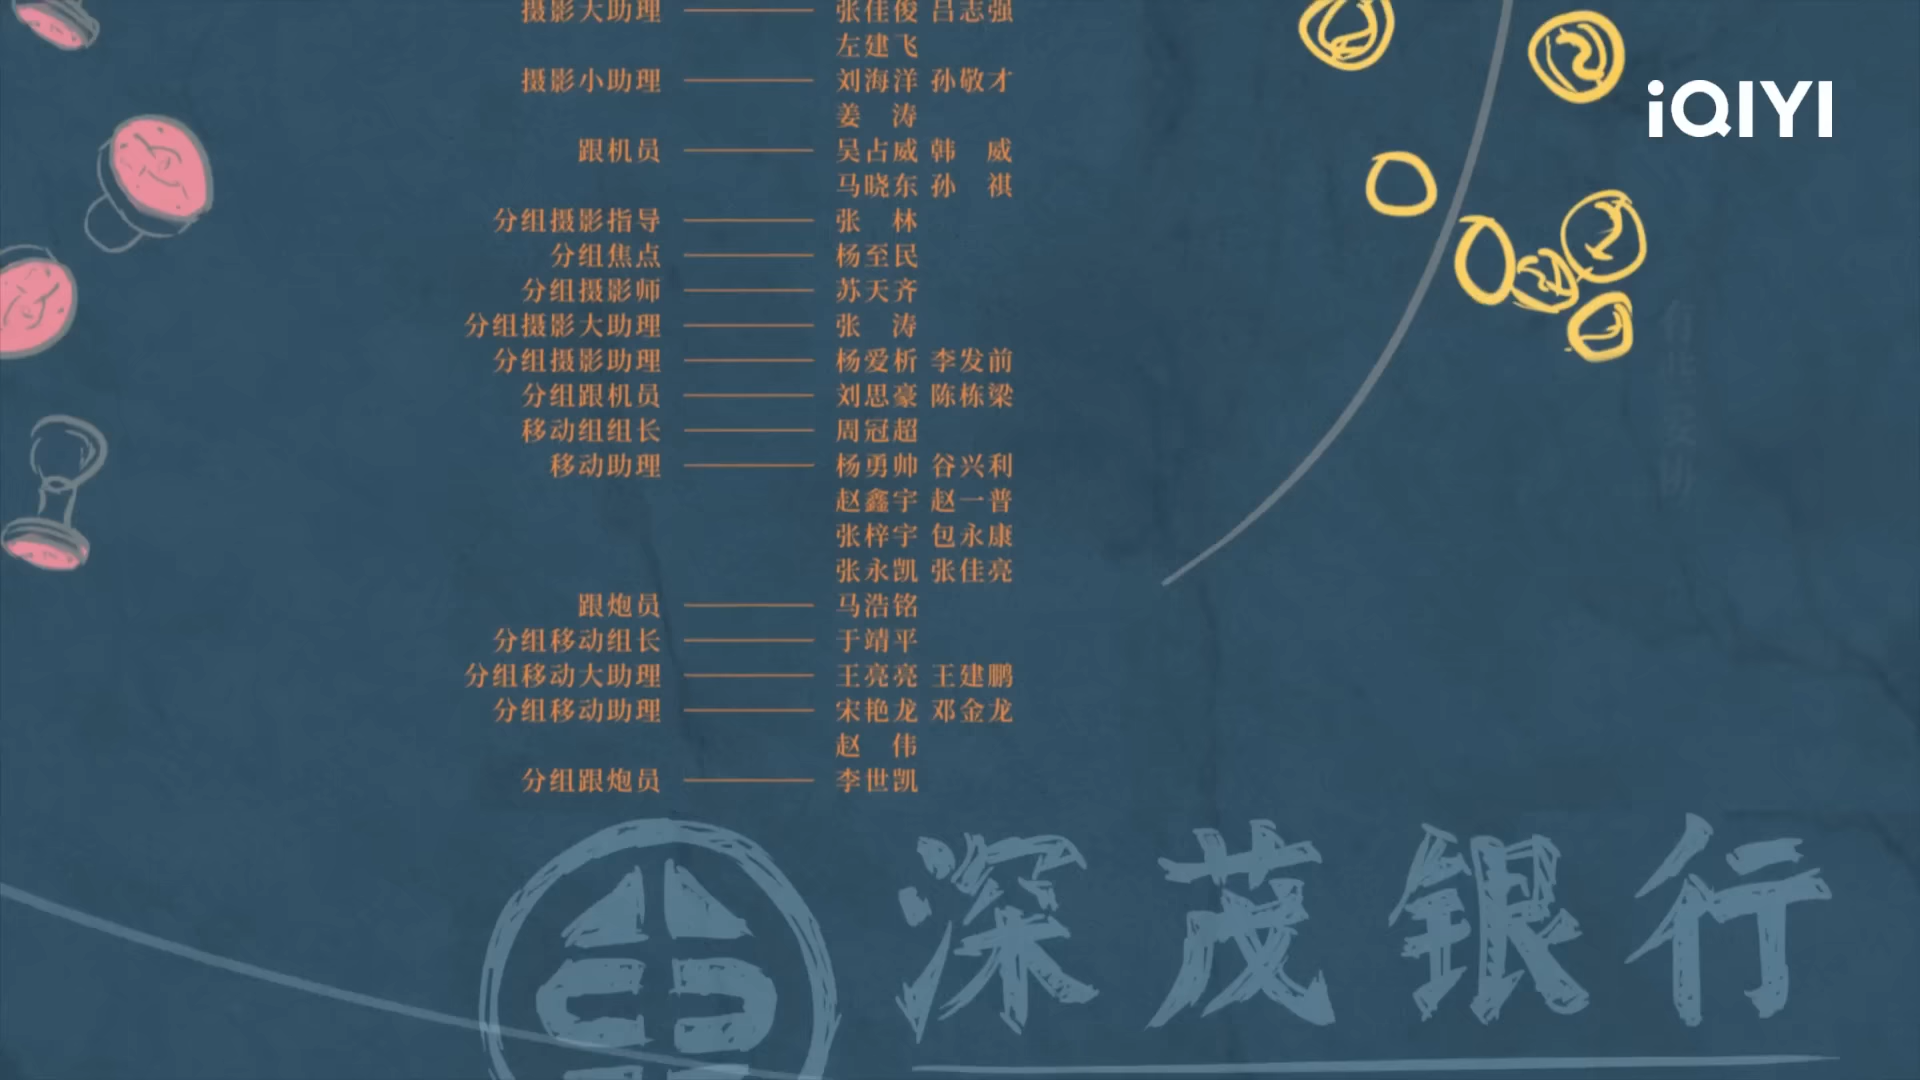 摄影大助理 张佳俊 吕志强
左建飞
摄影小助理 刘海洋 孙敬才
姜 涛
跟机员 吴占威 韩 威
马晓东 孙 祺
分组摄影指导 张 林
分组焦点 杨至民
分组摄影师 苏天齐
分组摄影大助理 张 涛
分组摄影助理 杨爱析 李发前
分组跟机员 刘思豪 陈栋梁
移动组组长 周冠超
移动助理 杨勇帅 谷兴利
赵鑫宇 赵一普
张梓宇 包永康
张永凯 张佳亮
跟炮员 马浩铭
分组移动组长 于靖平
分组移动大助理 王亮亮 王建鹏
分组移动助理 宋艳龙 邓金龙
赵 伟
分组跟炮员 李世凯
iQIYI
深茂银行